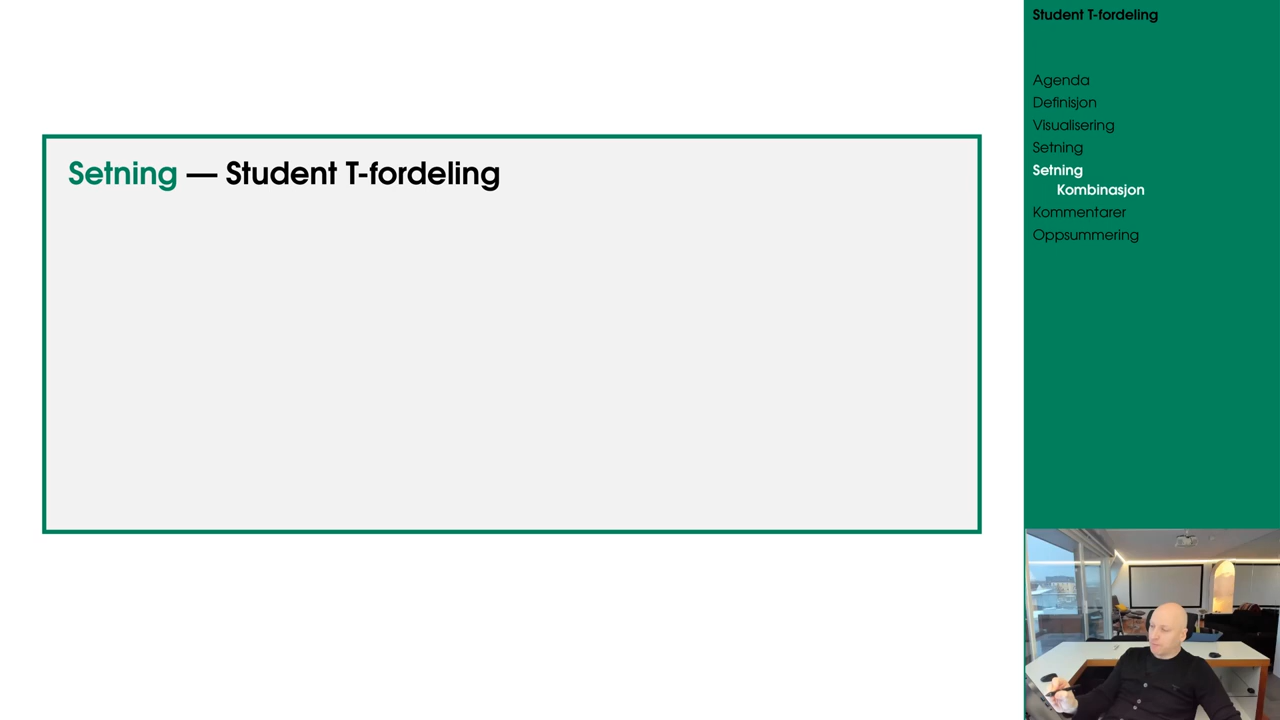 Setning — Student T-fordeling
Student T-fordeling
Agenda
Definisjon
Visualisering
Setning
Setning
Kombinasjon
Kommentarer
Oppsummering